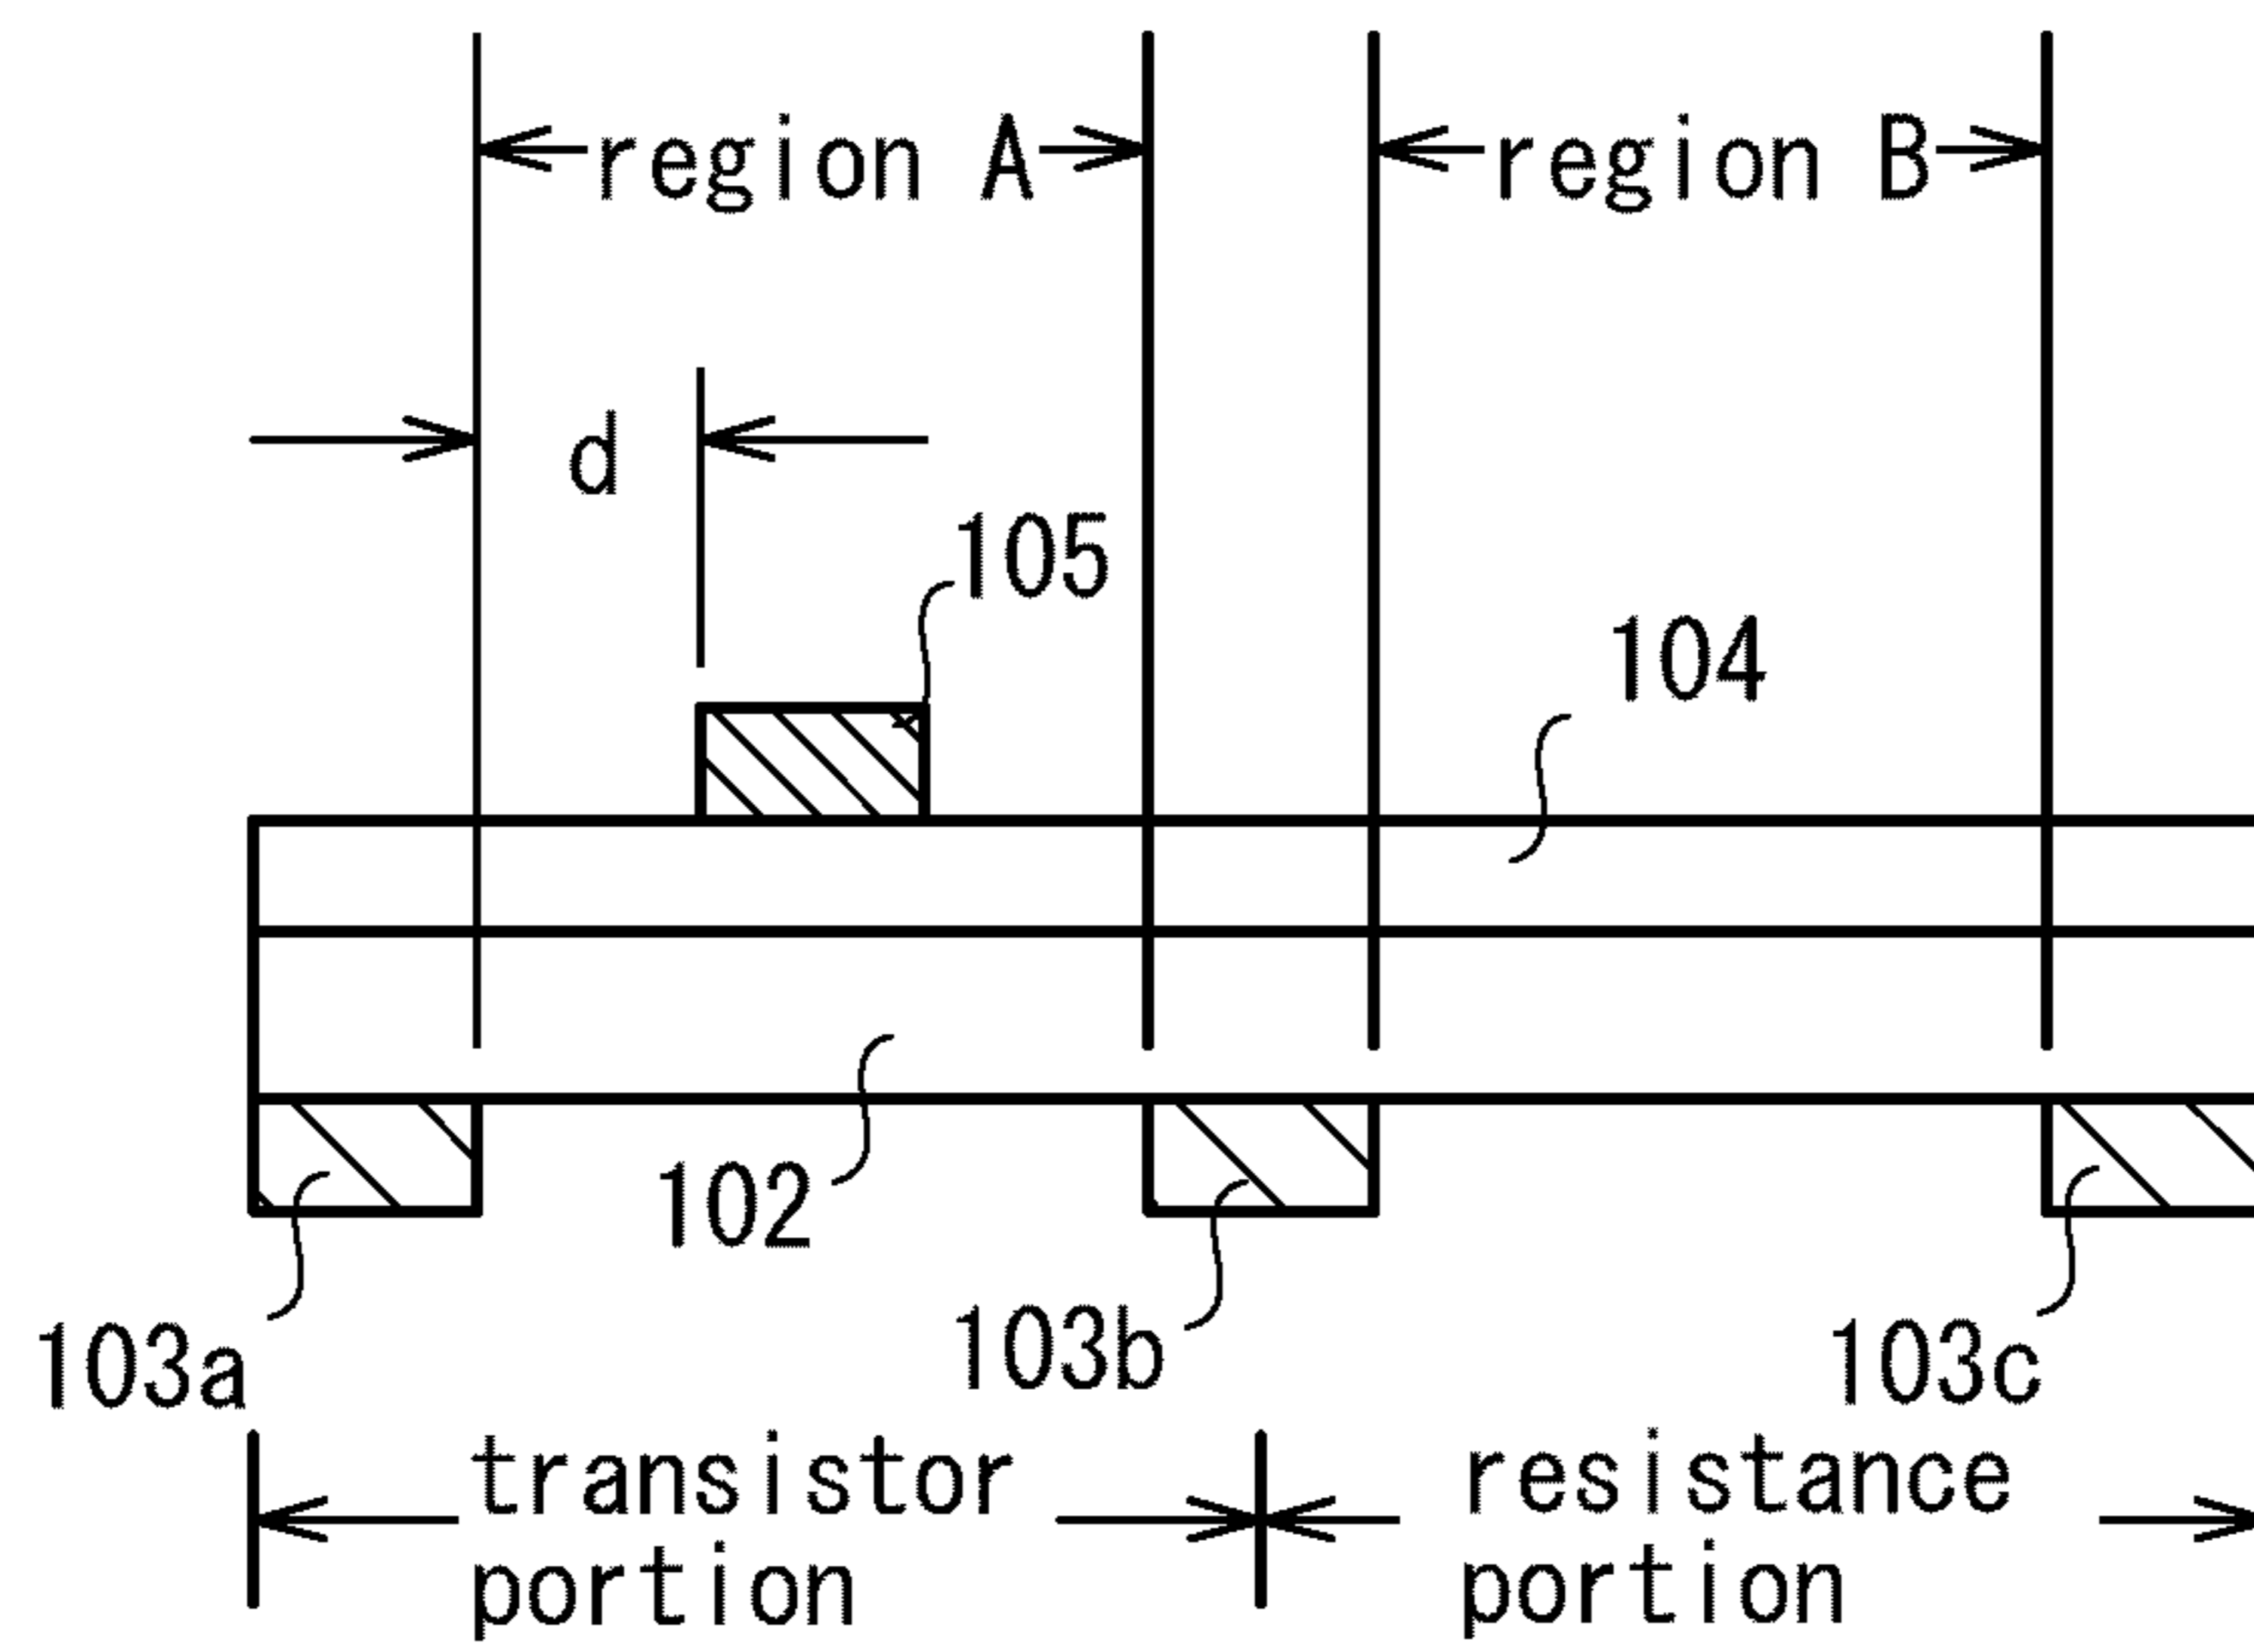 region A
region B
d
105
104
102
103a
103b
103c
transistor
portion
resistance
portion